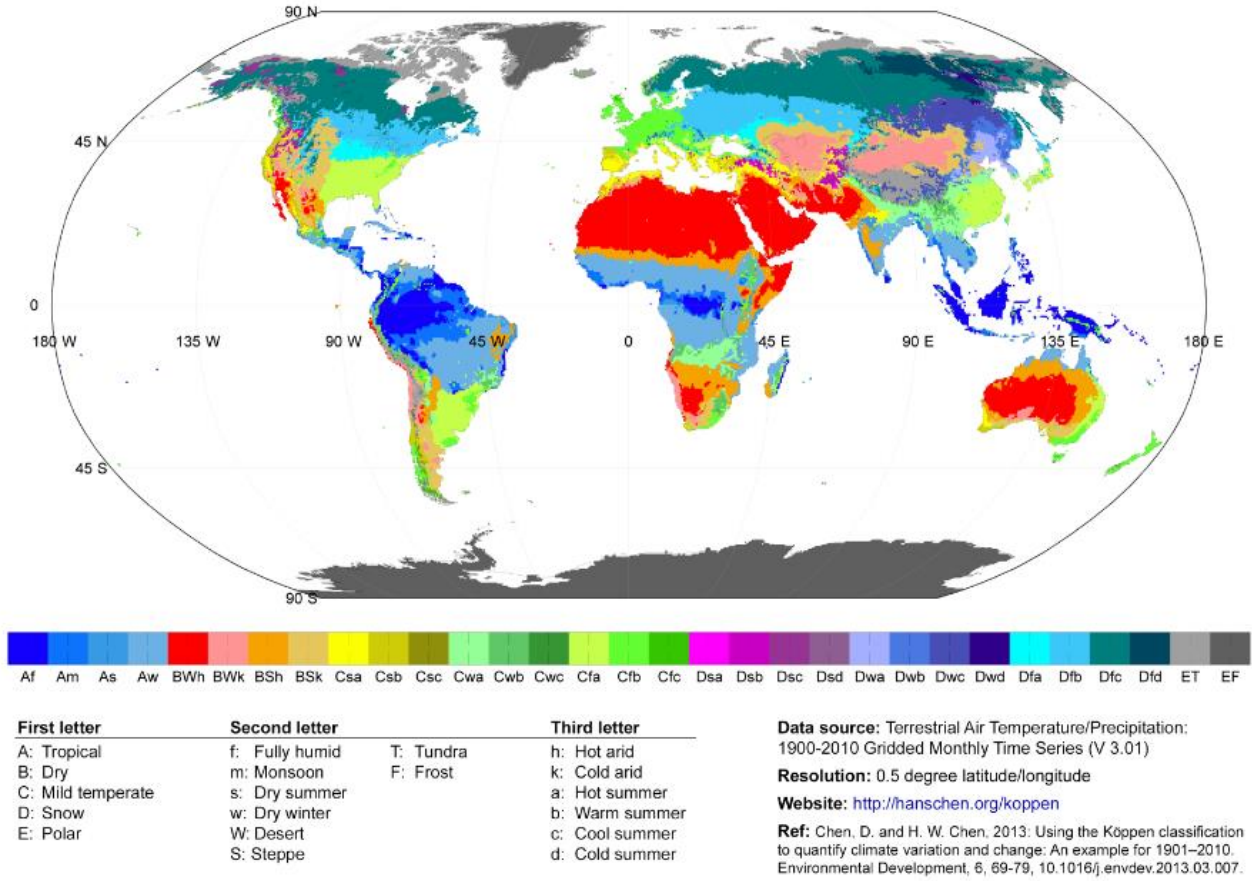 90 N
45 N
0
180 W 135 W 90 W 45 W 0 45 E 90 E 135 E 180 E
45 S
90 S
Af Am As Aw BWh BWk BSh BSk Csa Csb Csc Cwa Cwb Cwc Cfa Cfb Cfc Dsa Dsb Dsc Dsd Dwa Dwb Dwc Dwd Dfa Dfb Dfc Dfd ET EF
First letter
A: Tropical
B: Dry
C: Mild temperate
D: Snow
E: Polar
Second letter
f: Fully humid
m: Monsoon
s: Dry summer
w: Dry winter
W: Desert
S: Steppe
T: Tundra
F: Frost
Third letter
h: Hot arid
k: Cold arid
a: Hot summer
b: Warm summer
c: Cool summer
d: Cold summer
Data source: Terrestrial Air Temperature/Precipitation:
1900-2010 Gridded Monthly Time Series (V 3.01)
Resolution: 0.5 degree latitude/longitude
Website: http://hanschen.org/koppen
Ref: Chen, D. and H. W. Chen, 2013: Using the Köppen classification
to quantify climate variation and change: An example for 1901–2010.
Environmental Development, 6, 69-79, 10.1016/j.envdev.2013.03.007.